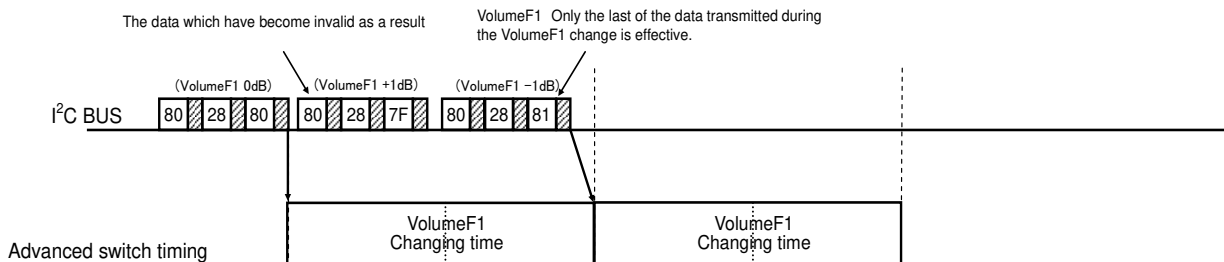 The data which have become invalid as a result
VolumeF1 Only the last of the data transmitted during
the VolumeF1 change is effective.
(VolumeF1 0dB)
(VolumeF1 +1dB)
(VolumeF1 −1dB)
I²C BUS
80 28 80
80 28 7F
80 28 81
VolumeF1
Changing time
VolumeF1
Changing time
Advanced switch timing